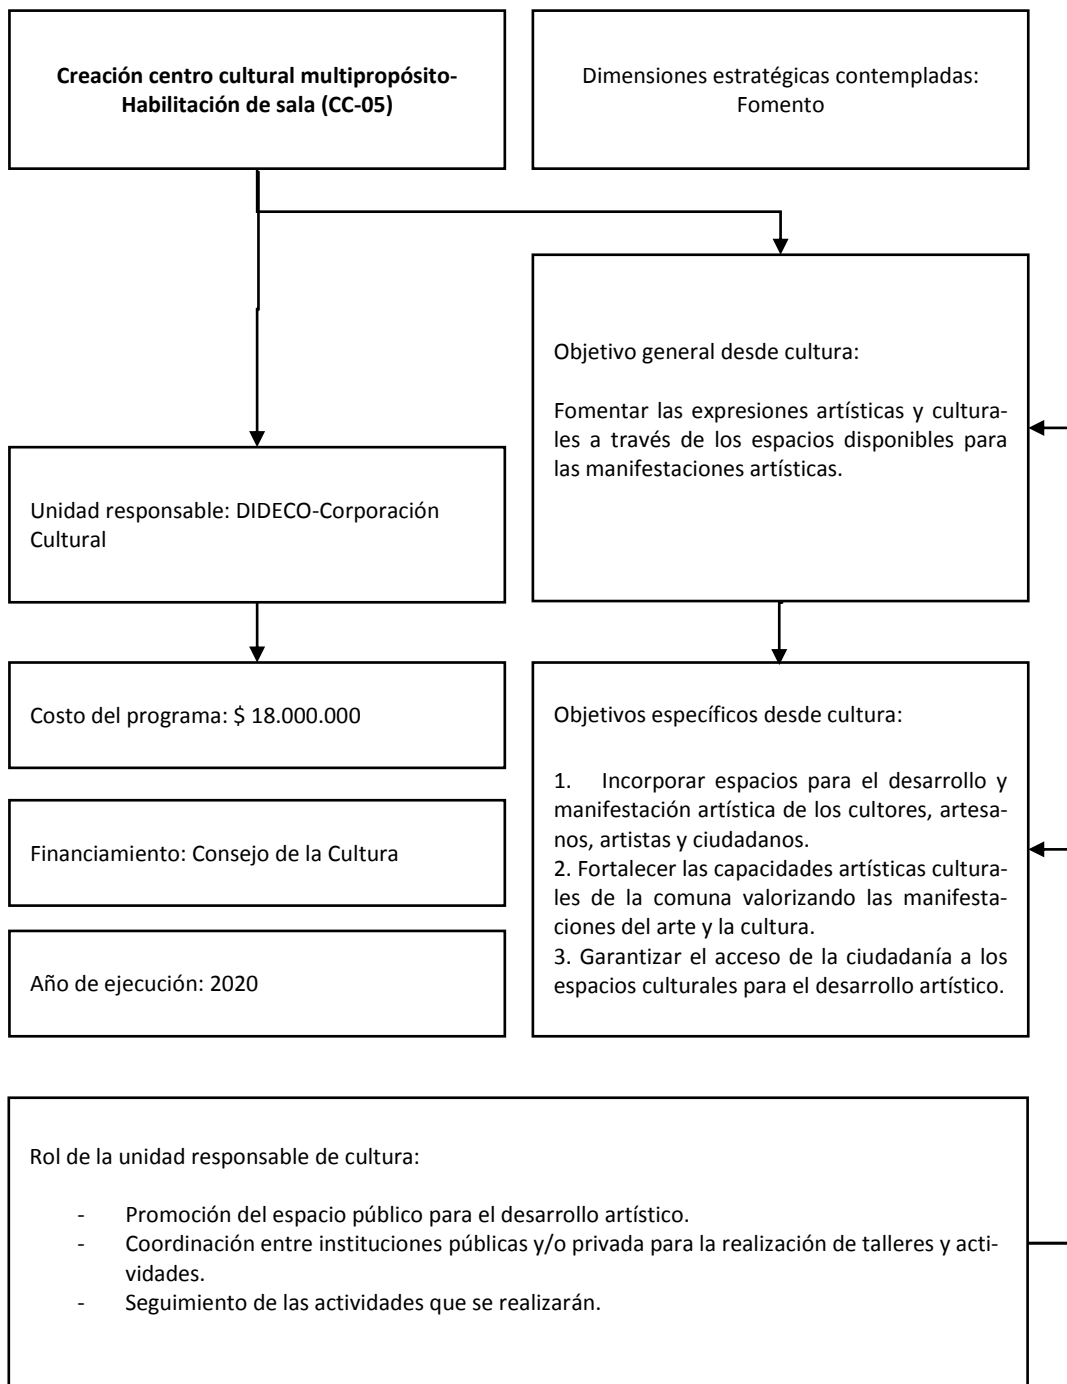 Creación centro cultural multipropósito-
Habilitación de sala (CC-05)
Dimensiones estratégicas contempladas:
Fomento
Objetivo general desde cultura:
Fomentar las expresiones artísticas y cultura-
les a través de los espacios disponibles para
las manifestaciones artísticas.
Unidad responsable: DIDECO-Corporación
Cultural
Costo del programa: $ 18.000.000
Financiamiento: Consejo de la Cultura
Año de ejecución: 2020
Objetivos específicos desde cultura:
1. Incorporar espacios para el desarrollo y
manifestación artística de los cultores, artesa-
nos, artistas y ciudadanos.
2. Fortalecer las capacidades artísticas cultura-
les de la comuna valorizando las manifesta-
ciones del arte y la cultura.
3. Garantizar el acceso de la ciudadanía a los
espacios culturales para el desarrollo artístico.
Rol de la unidad responsable de cultura:
- Promoción del espacio público para el desarrollo artístico.
- Coordinación entre instituciones públicas y/o privada para la realización de talleres y acti-
vidades.
- Seguimiento de las actividades que se realizarán.